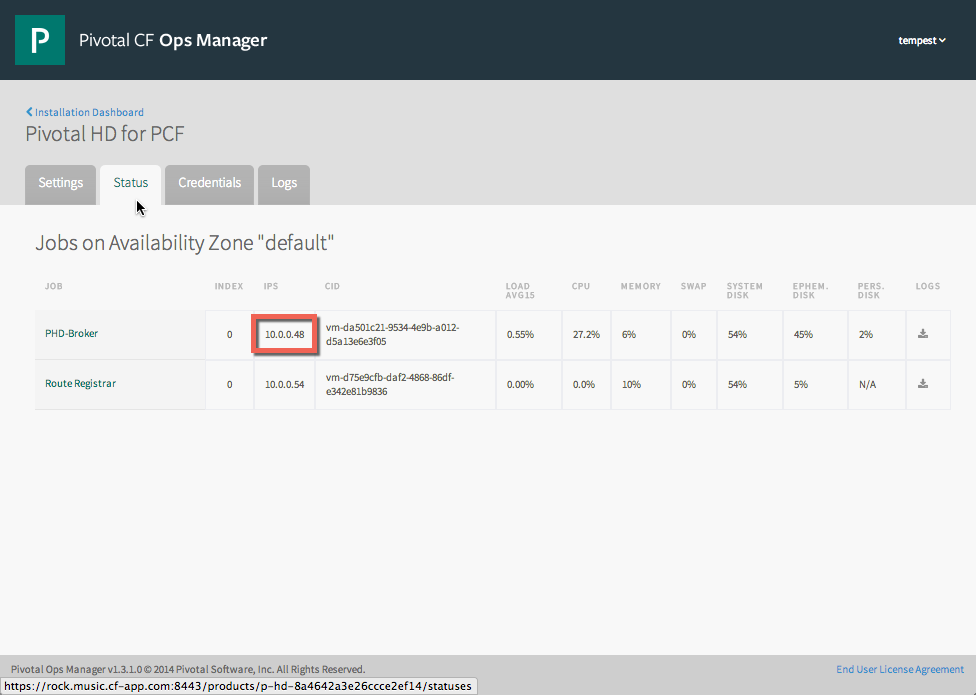 P Pivotal CF Ops Manager tempest
Installation Dashboard
Pivotal HD for PCF
Settings Status Credentials Logs
Jobs on Availability Zone "default"
JOB INDEX IPS CID LOAD AVG15 CPU MEMORY SWAP SYSTEM DISK EPHEM. DISK PERS. DISK LOGS
PHD-Broker 0 10.0.0.48 vm-da501c21-9534-4e9b-a012-d5a13e6e3f05 0.55% 27.2% 6% 0% 54% 45% 2%
Route Registrar 0 10.0.0.54 vm-d75e9cfb-daf2-4868-86df-e342e81b9836 0.00% 0.0% 10% 0% 54% 5% N/A
Pivotal Ops Manager v1.3.1.0 © 2014 Pivotal Software, Inc. All Rights Reserved. End User License Agreement
https://rock.music.cf-app.com:8443/products/p-hd-8a4642a3e26ccce2ef14/statuses